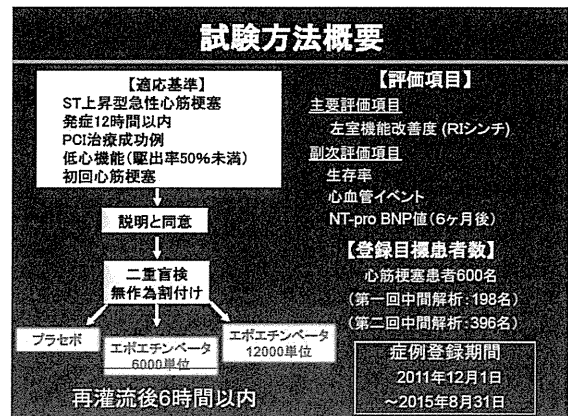 試験方法概要
【適応基準】
ST上昇型急性心筋梗塞
発症12時間以内
PCI治療成功例
低心機能(駆出率50%未満)
初回心筋梗塞
説明と同意
二重盲検
無作為割付け
プラセボ
エポエチンベータ
6000単位
エポエチンベータ
12000単位
再灌流後6時間以内
【評価項目】
主要評価項目
左室機能改善度 (RIシンチ)
副次評価項目
生存率
心血管イベント
NT-pro BNP値(6ヶ月後)
【登録目標患者数】
心筋梗塞患者600名
(第一回中間解析:198名)
(第二回中間解析:396名)
症例登録期間
2011年12月1日
~2015年8月31日